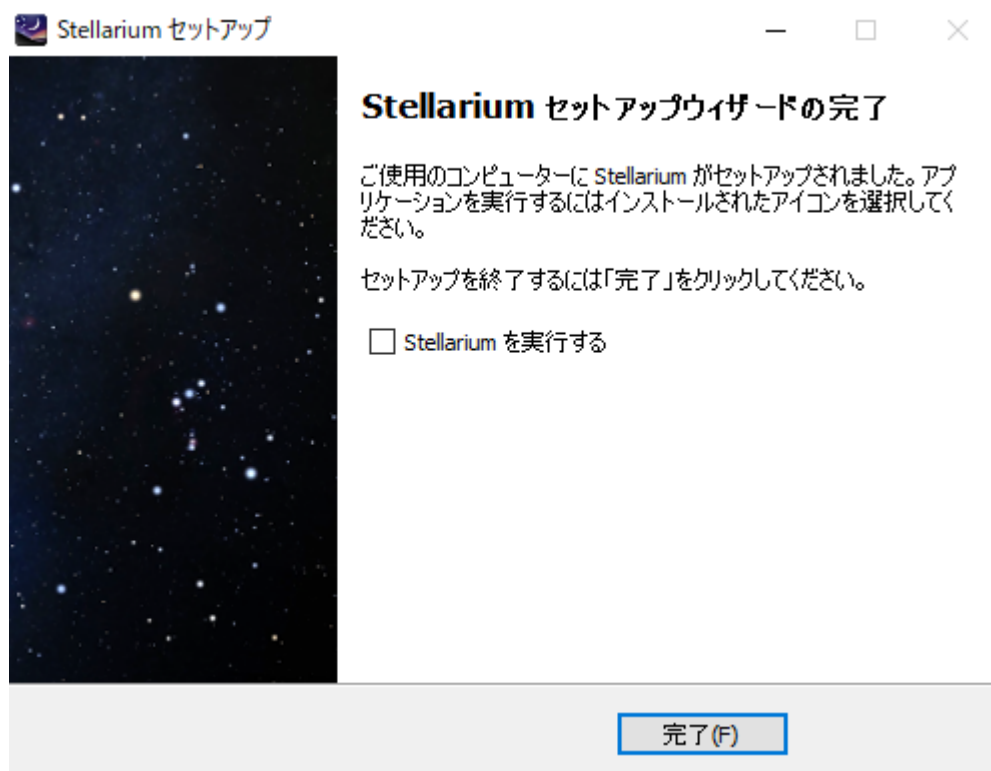 Stellarium セットアップ
Stellarium セットアップウィザードの完了
ご使用のコンピューターに Stellarium がセットアップされました。アプ
リケーションを実行するにはインストールされたアイコンを選択してく
ださい。
セットアップを終了するには「完了」をクリックしてください。
Stellarium を実行する
完了(F)